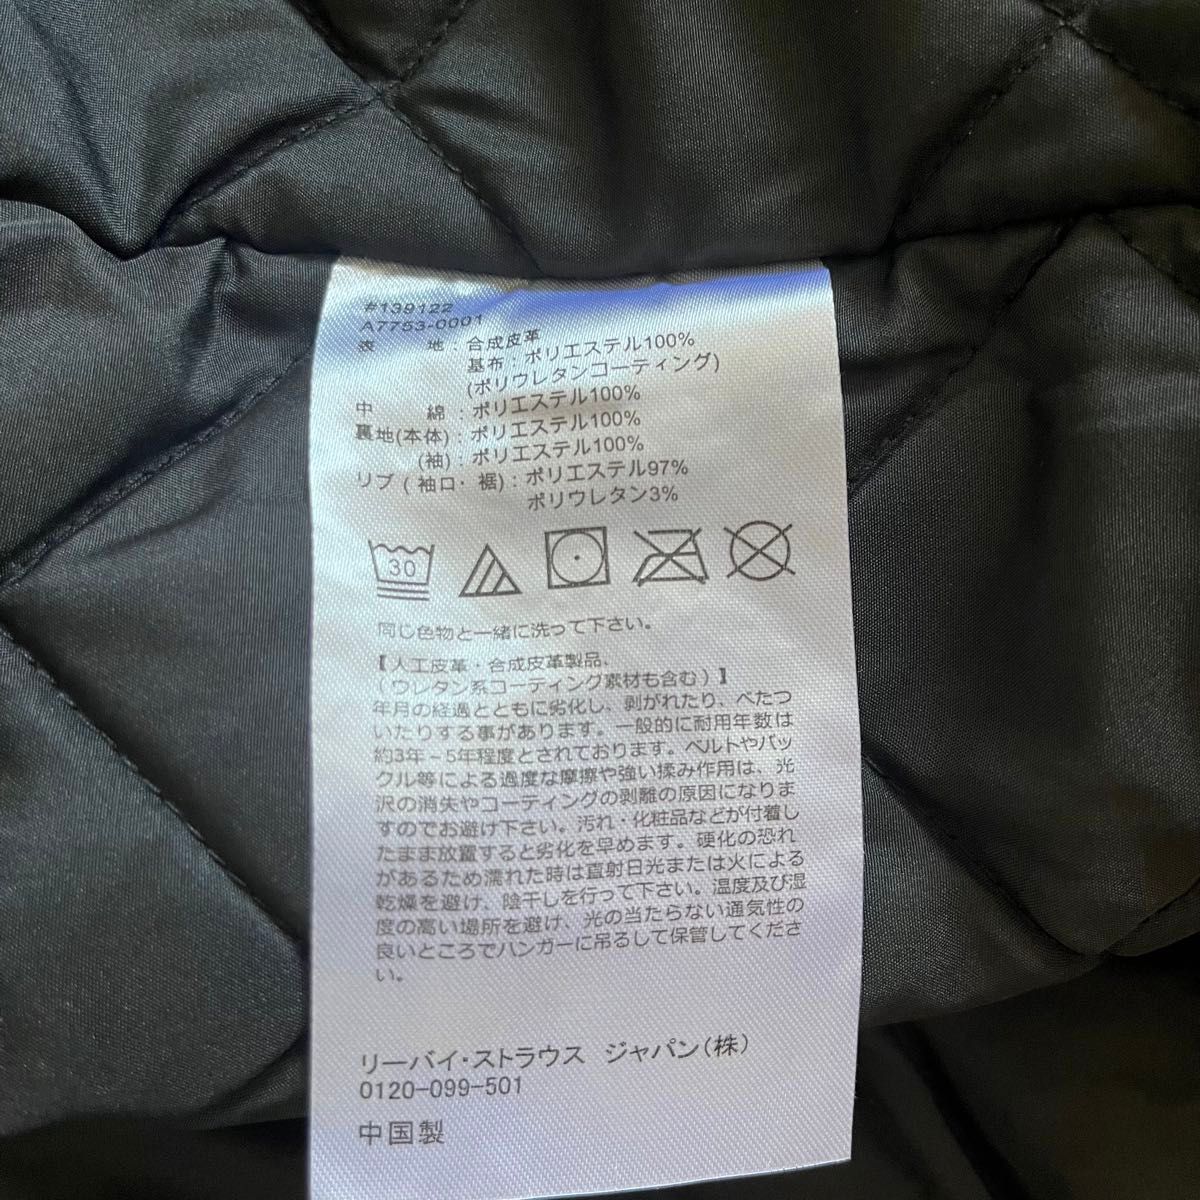 #139122
A7753-0001
表　　地：合成皮革
基布：ポリエステル100%
(ポリウレタンコーティング)
中　　綿：ポリエステル100%
裏地(本体)：ポリエステル100%
(袖)：ポリエステル100%
リブ(袖口・裾)：ポリエステル97%
ポリウレタン3%
30
同じ色物と一緒に洗って下さい。
【人工皮革・合成皮革製品、
（ウレタン系コーティング素材も含む）】
年月の経過とともに劣化し、剥がれたり、べたつ
いたりする事があります。一般的に耐用年数は
約3年－5年程度とされております。ベルトやバッ
クル等による過度な摩擦や強い揉み作用は、光
沢の消失やコーティングの剥離の原因になりま
すのでお避け下さい。汚れ・化粧品などが付着し
たまま放置すると劣化を早めます。硬化の恐れ
があるため濡れた時は直射日光または火による
乾燥を避け、陰干しを行って下さい。温度及び湿
度の高い場所を避け、光の当たらない通気性の
良いところでハンガーに吊るして保管してくださ
い。
リーバイ・ストラウス ジャパン(株)
0120-099-501
中国製